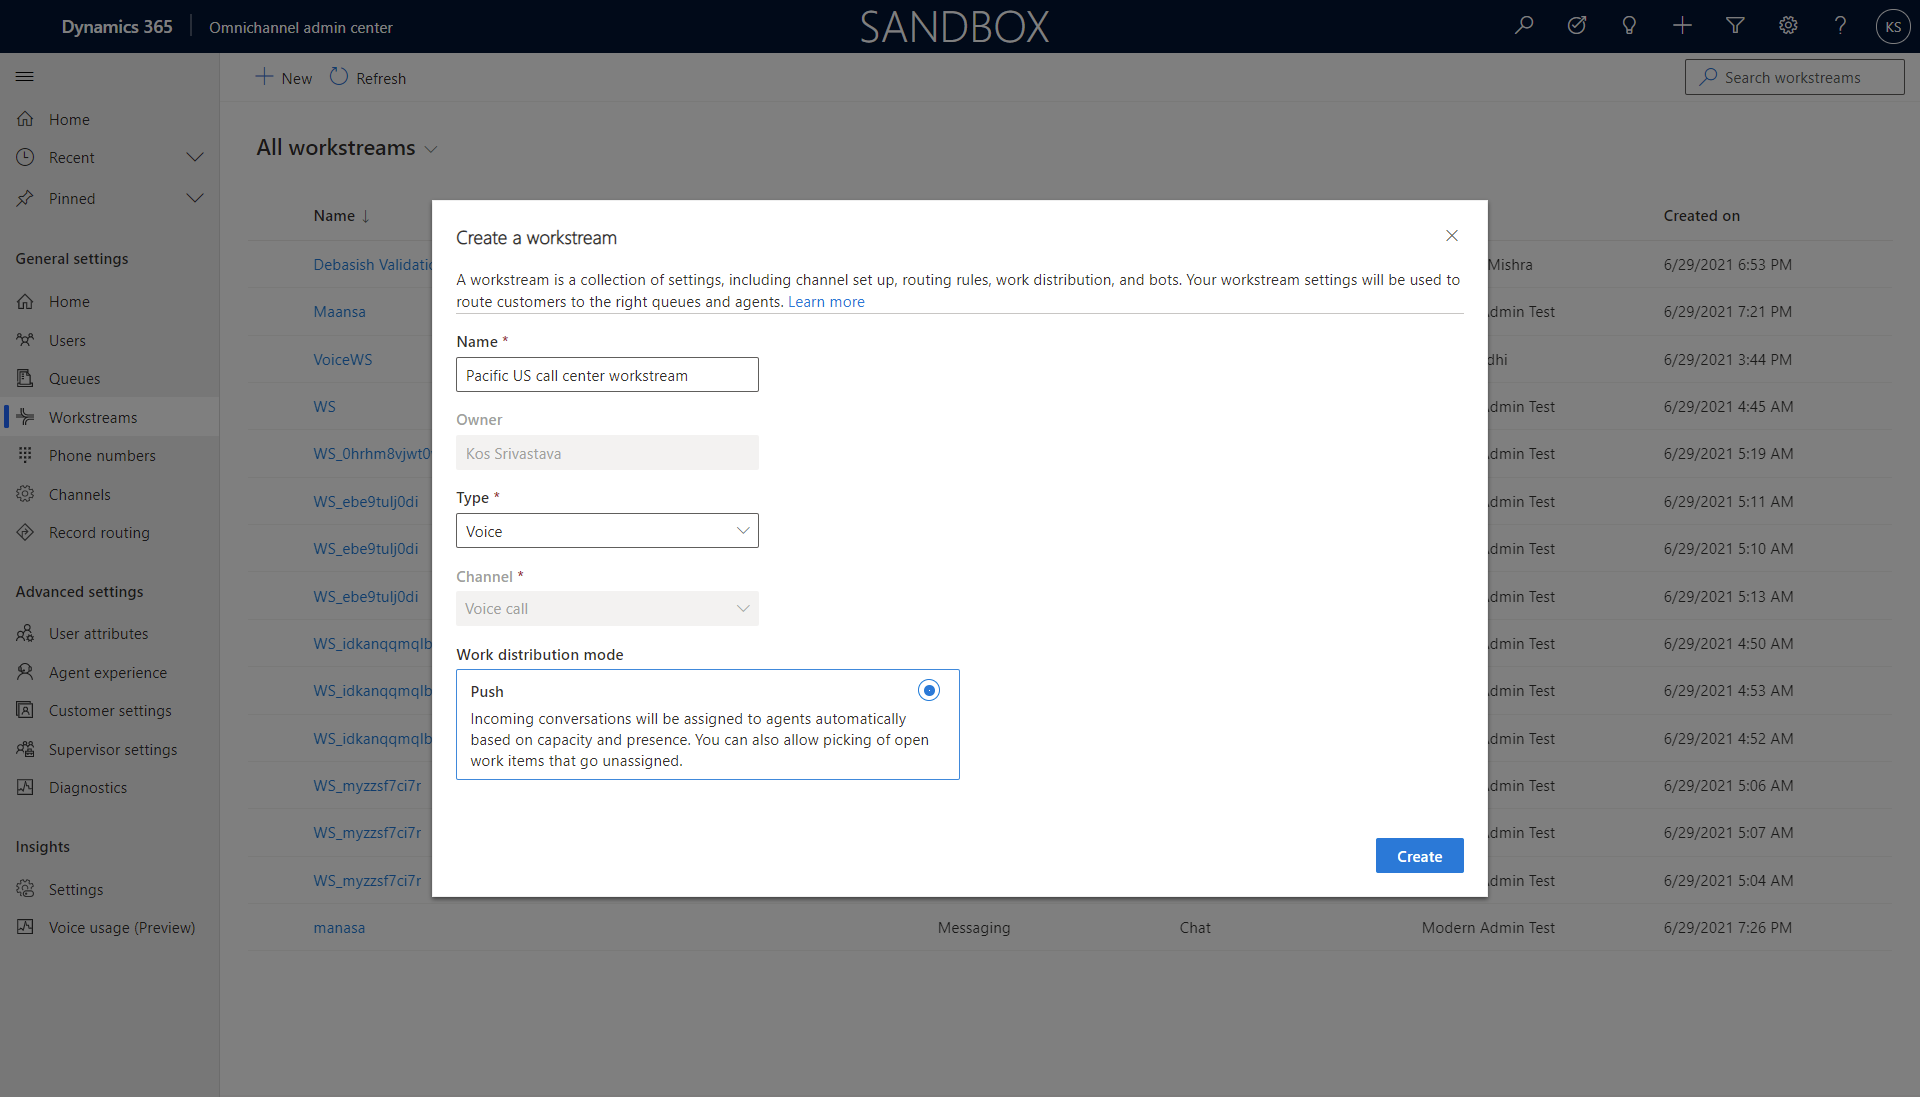 Dynamics 365
Omnichannel admin center
SANDBOX
KS
New
Refresh
Search workstreams
Home
Recent
Pinned
General settings
Home
Users
Queues
Workstreams
Phone numbers
Channels
Record routing
Advanced settings
User attributes
Agent experience
Customer settings
Supervisor settings
Diagnostics
Insights
Settings
Voice usage (Preview)
All workstreams
Name ↓
Created on
Debasish Validatio
Mishra
6/29/2021 6:53 PM
Maansa
dmin Test
6/29/2021 7:21 PM
VoiceWS
dhi
6/29/2021 3:44 PM
WS
dmin Test
6/29/2021 4:45 AM
WS_0hrhm8vjwt0
dmin Test
6/29/2021 5:19 AM
WS_ebe9tulj0di
dmin Test
6/29/2021 5:11 AM
WS_ebe9tulj0di
dmin Test
6/29/2021 5:10 AM
WS_ebe9tulj0di
dmin Test
6/29/2021 5:13 AM
WS_idkanqqmqlb
dmin Test
6/29/2021 4:50 AM
WS_idkanqqmqlb
dmin Test
6/29/2021 4:53 AM
WS_idkanqqmqlb
dmin Test
6/29/2021 4:52 AM
WS_myzzsf7ci7r
dmin Test
6/29/2021 5:06 AM
WS_myzzsf7ci7r
dmin Test
6/29/2021 5:07 AM
WS_myzzsf7ci7r
dmin Test
6/29/2021 5:04 AM
manasa
Messaging
Chat
Modern Admin Test
6/29/2021 7:26 PM
Create a workstream
A workstream is a collection of settings, including channel set up, routing rules, work distribution, and bots. Your workstream settings will be used to
route customers to the right queues and agents. Learn more
Name *
Pacific US call center workstream
Owner
Kos Srivastava
Type *
Voice
Channel *
Voice call
Work distribution mode
Push
Incoming conversations will be assigned to agents automatically
based on capacity and presence. You can also allow picking of open
work items that go unassigned.
Create